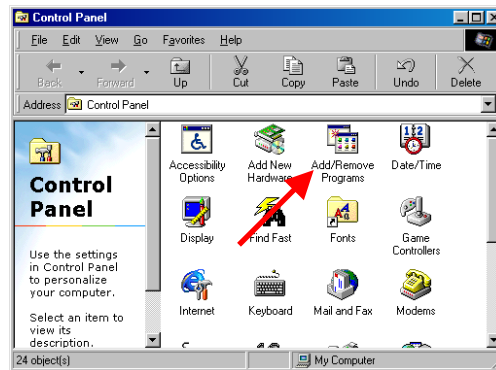 Control Panel
File Edit View Go Favorites Help
Back Forward Up Cut Copy Paste Undo Delete
Address Control Panel
Control
Panel
Use the settings
in Control Panel
to personalize
your computer.
Select an item to
view its
description.
Accessibility
Options
Add New
Hardware
Add/Remove
Programs
Date/Time
Display
Find Fast
Fonts
Game
Controllers
Internet
Keyboard
Mail and Fax
Modems
24 object(s)
My Computer